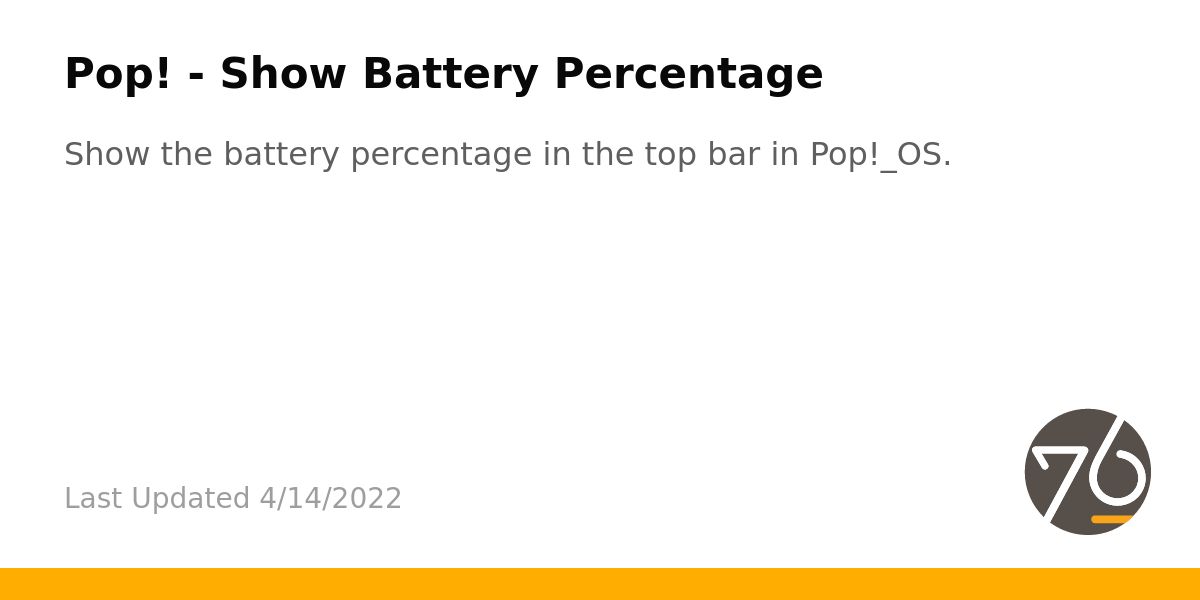 Pop! - Show Battery Percentage
Show the battery percentage in the top bar in Pop!_OS.
Last Updated 4/14/2022
76